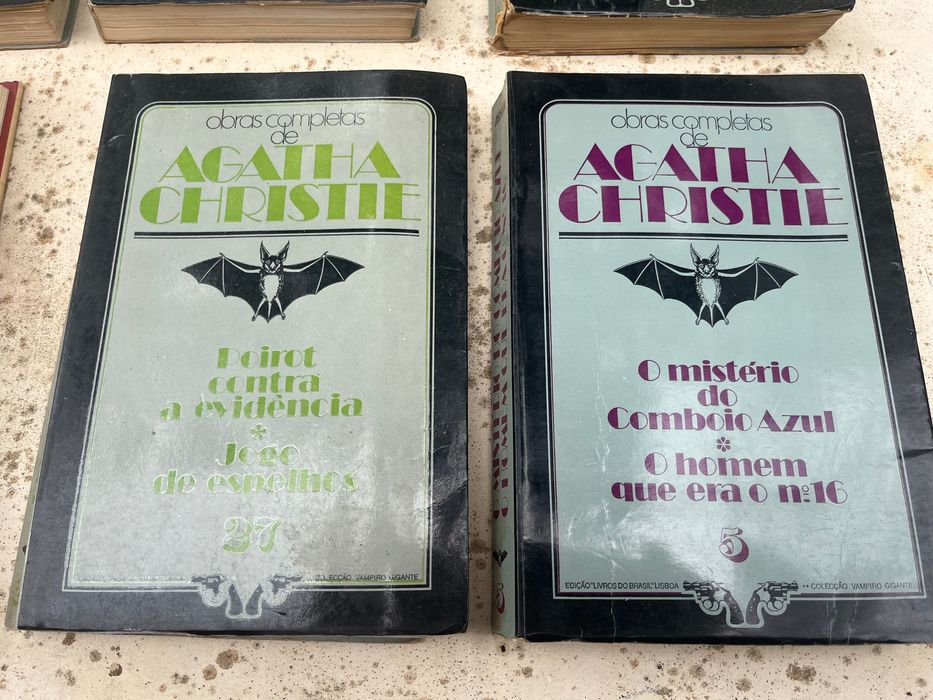 obras completas
de
AGATHA
CHRISTIE
Poirot
contra
a evidência
*
Jogo
de espelhos
27
COLECÇÃO VAMPIRO GIGANTE
obras completas
de
AGATHA
CHRISTIE
O mistério
do
Comboio Azul
*
O homem
que era o nº16
5
EDIÇÃO "LIVROS DO BRASIL" LISBOA
** COLECÇÃO VAMPIRO GIGANTE
5